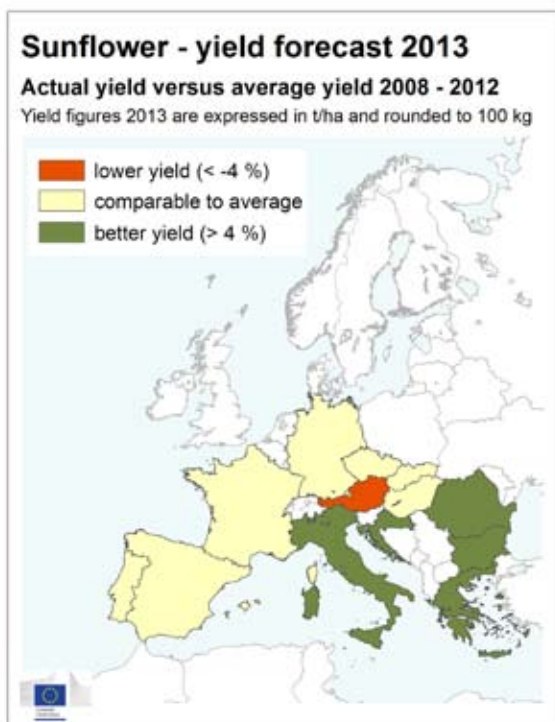 Sunflower - yield forecast 2013
Actual yield versus average yield 2008 - 2012
Yield figures 2013 are expressed in t/ha and rounded to 100 kg
lower yield (< -4 %)
comparable to average
better yield (> 4 %)